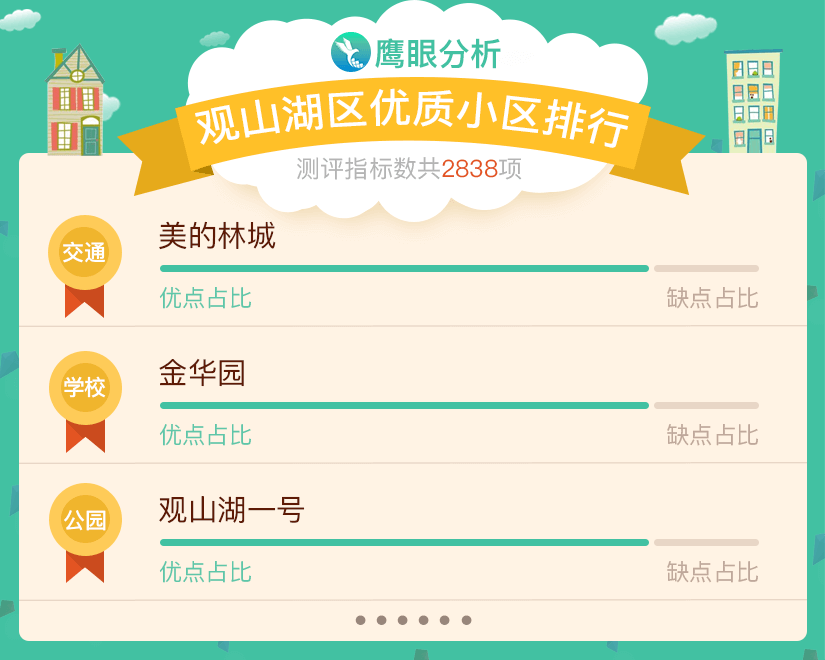 鹰眼分析
观山湖区优质小区排行
测评指标数共2838项
交通
美的林城
优点占比 缺点占比
学校
金华园
优点占比 缺点占比
公园
观山湖一号
优点占比 缺点占比